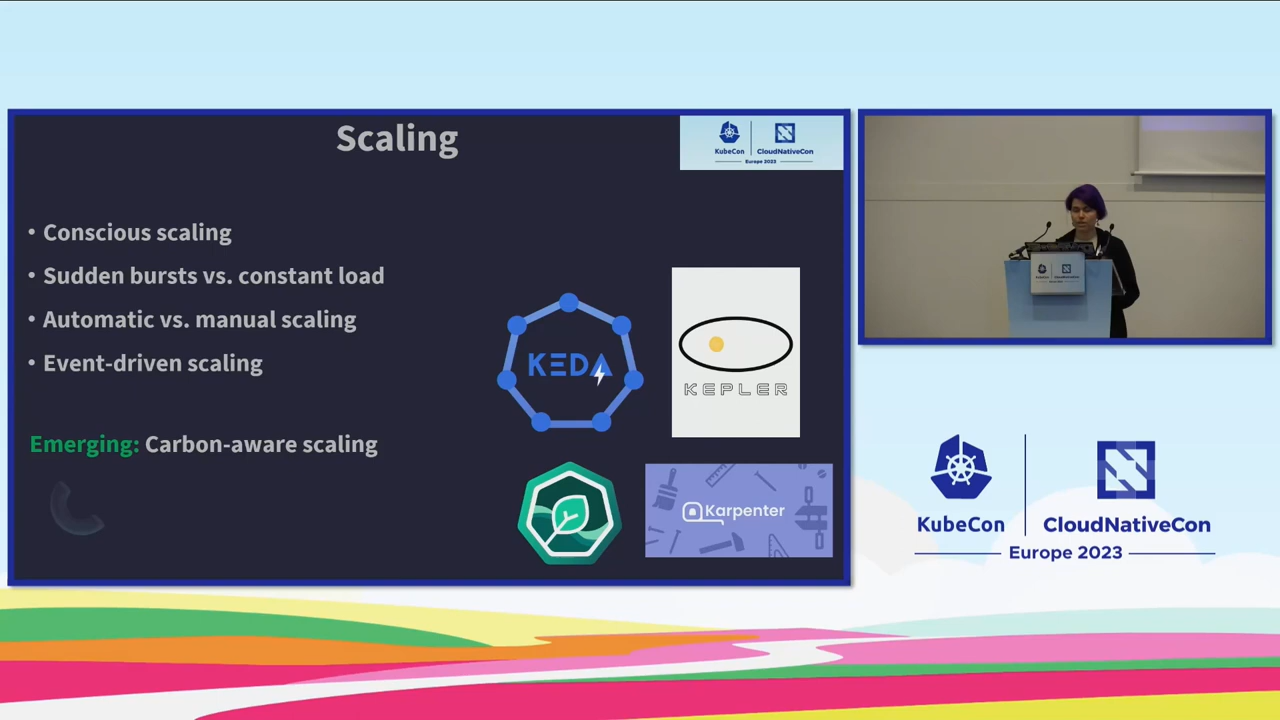 Scaling
KubeCon
CloudNativeCon
Europe 2023
• Conscious scaling
• Sudden bursts vs. constant load
• Automatic vs. manual scaling
• Event-driven scaling
Emerging: Carbon-aware scaling
KEDA
KEPLER
Karpenter
KubeCon
CloudNativeCon
Europe 2023